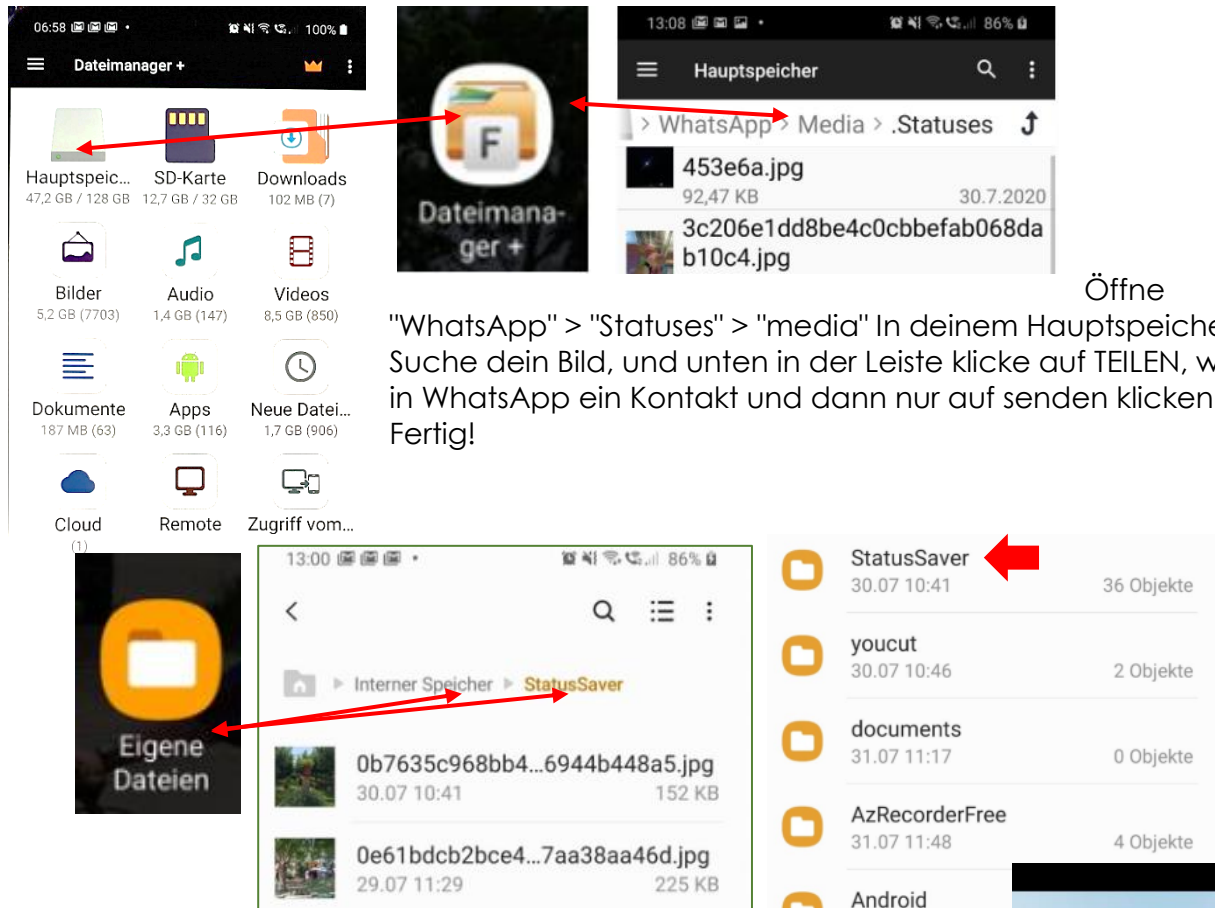 06:58
100%
Dateimanager +
Hauptspeic...
47,2 GB / 128 GB
SD-Karte
12,7 GB / 32 GB
Downloads
102 MB (7)
Bilder
5,2 GB (7703)
Audio
1,4 GB (147)
Videos
8,5 GB (850)
Dokumente
187 MB (63)
Apps
3,3 GB (116)
Neue Datei...
1,7 GB (906)
Cloud
(1)
Remote
Zugriff vom...
F
Dateimana-
ger +
13:08
86%
Hauptspeicher
> WhatsApp > Media > .Statuses
453e6a.jpg
92,47 KB 30.7.2020
3c206e1dd8be4c0cbbefab068da
b10c4.jpg
Öffne
"WhatsApp" > "Statuses" > "media" In deinem Hauptspeiche
Suche dein Bild, und unten in der Leiste klicke auf TEILEN, w
in WhatsApp ein Kontakt und dann nur auf senden klicken
Fertig!
Eigene
Dateien
13:00
86%
Interner Speicher StatusSaver
0b7635c968bb4...6944b448a5.jpg
30.07 10:41 152 KB
0e61bdcb2bce4...7aa38aa46d.jpg
29.07 11:29 225 KB
StatusSaver
30.07 10:41 36 Objekte
youcut
30.07 10:46 2 Objekte
documents
31.07 11:17 0 Objekte
AzRecorderFree
31.07 11:48 4 Objekte
Android